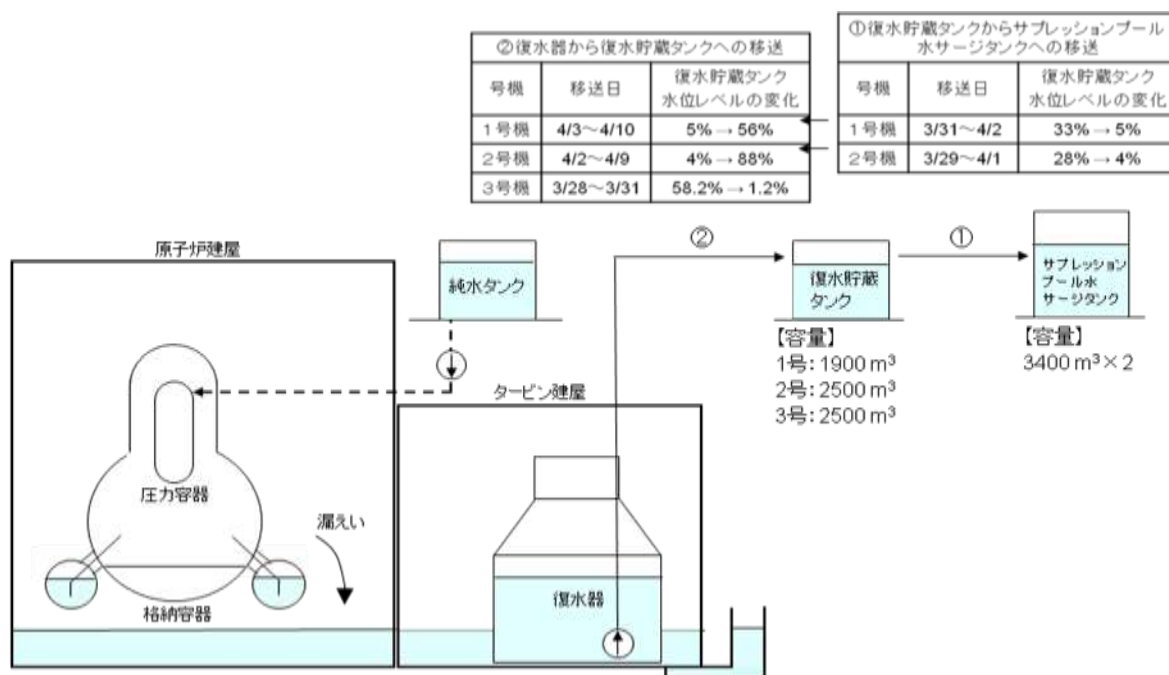 ②復水器から復水貯蔵タンクへの移送
号機 移送日 復水貯蔵タンク
水位レベルの変化
1号機 4/3～4/10 5% → 56%
2号機 4/2～4/9 4% → 88%
3号機 3/28～3/31 58.2% → 1.2%
①復水貯蔵タンクからサプレッションプール
水サージタンクへの移送
号機 移送日 復水貯蔵タンク
水位レベルの変化
1号機 3/31～4/2 33% → 5%
2号機 3/29～4/1 28% → 4%
原子炉建屋
純水タンク
②
復水貯蔵
タンク
①
サプレッション
プール水
サージタンク
【容量】
1号：1900 m³
2号：2500 m³
3号：2500 m³
【容量】
3400 m³×2
タービン建屋
圧力容器
漏えい
格納容器
復水器